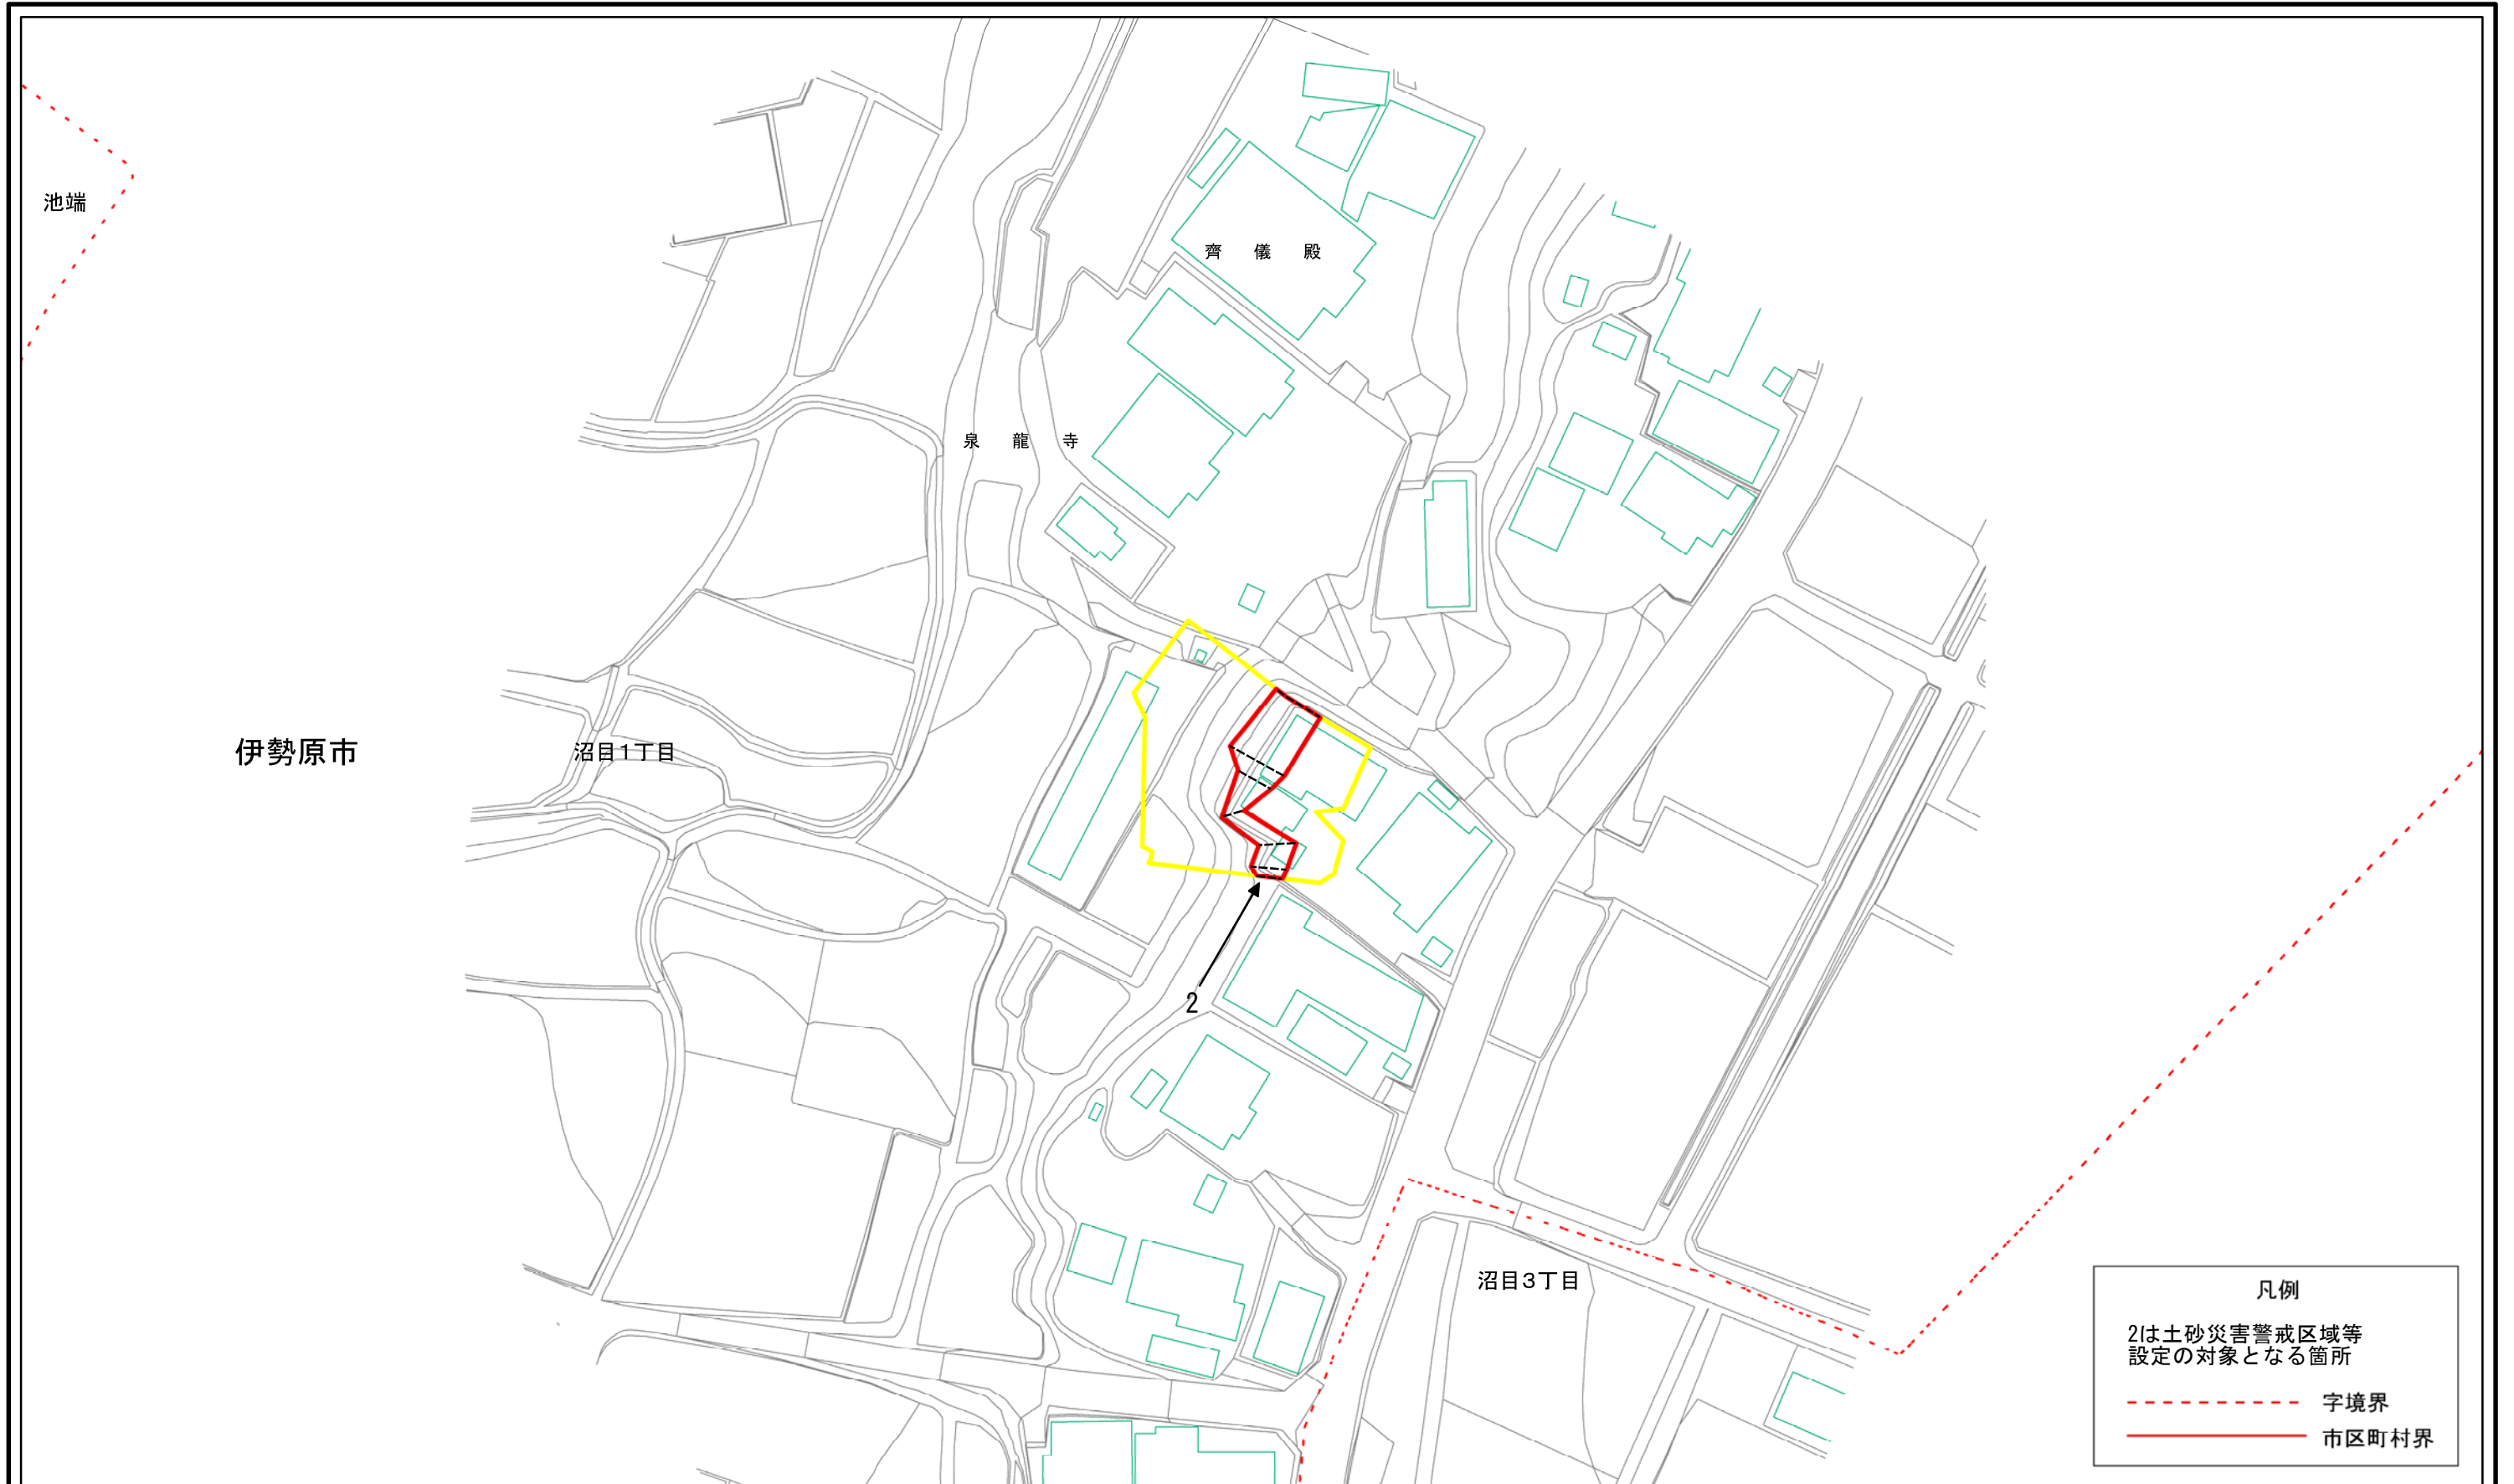 池端
齊儀殿
泉龍寺
伊勢原市
沼目1丁目
2
沼目3丁目
凡例
2は土砂災害警戒区域等
設定の対象となる箇所
字境界
市区町村界